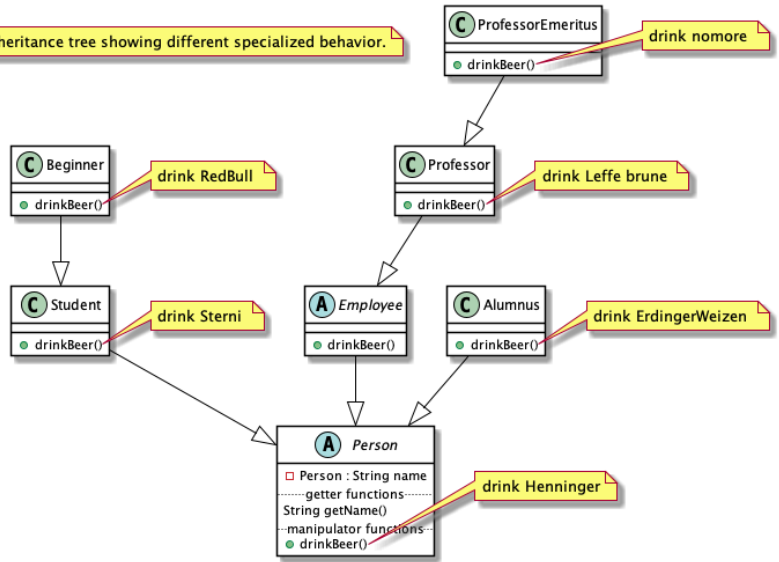 C ProfessorEmeritus
drinkBeer()
drink nomore
heritance tree showing different specialized behavior.
C Beginner
drinkBeer()
drink RedBull
C Professor
drinkBeer()
drink Leffe brune
C Student
drinkBeer()
drink Sterni
A Employee
drinkBeer()
C Alumnus
drinkBeer()
drink ErdingerWeizen
A Person
Person : String name
getter functions
String getName()
manipulator functions
drinkBeer()
drink Henninger